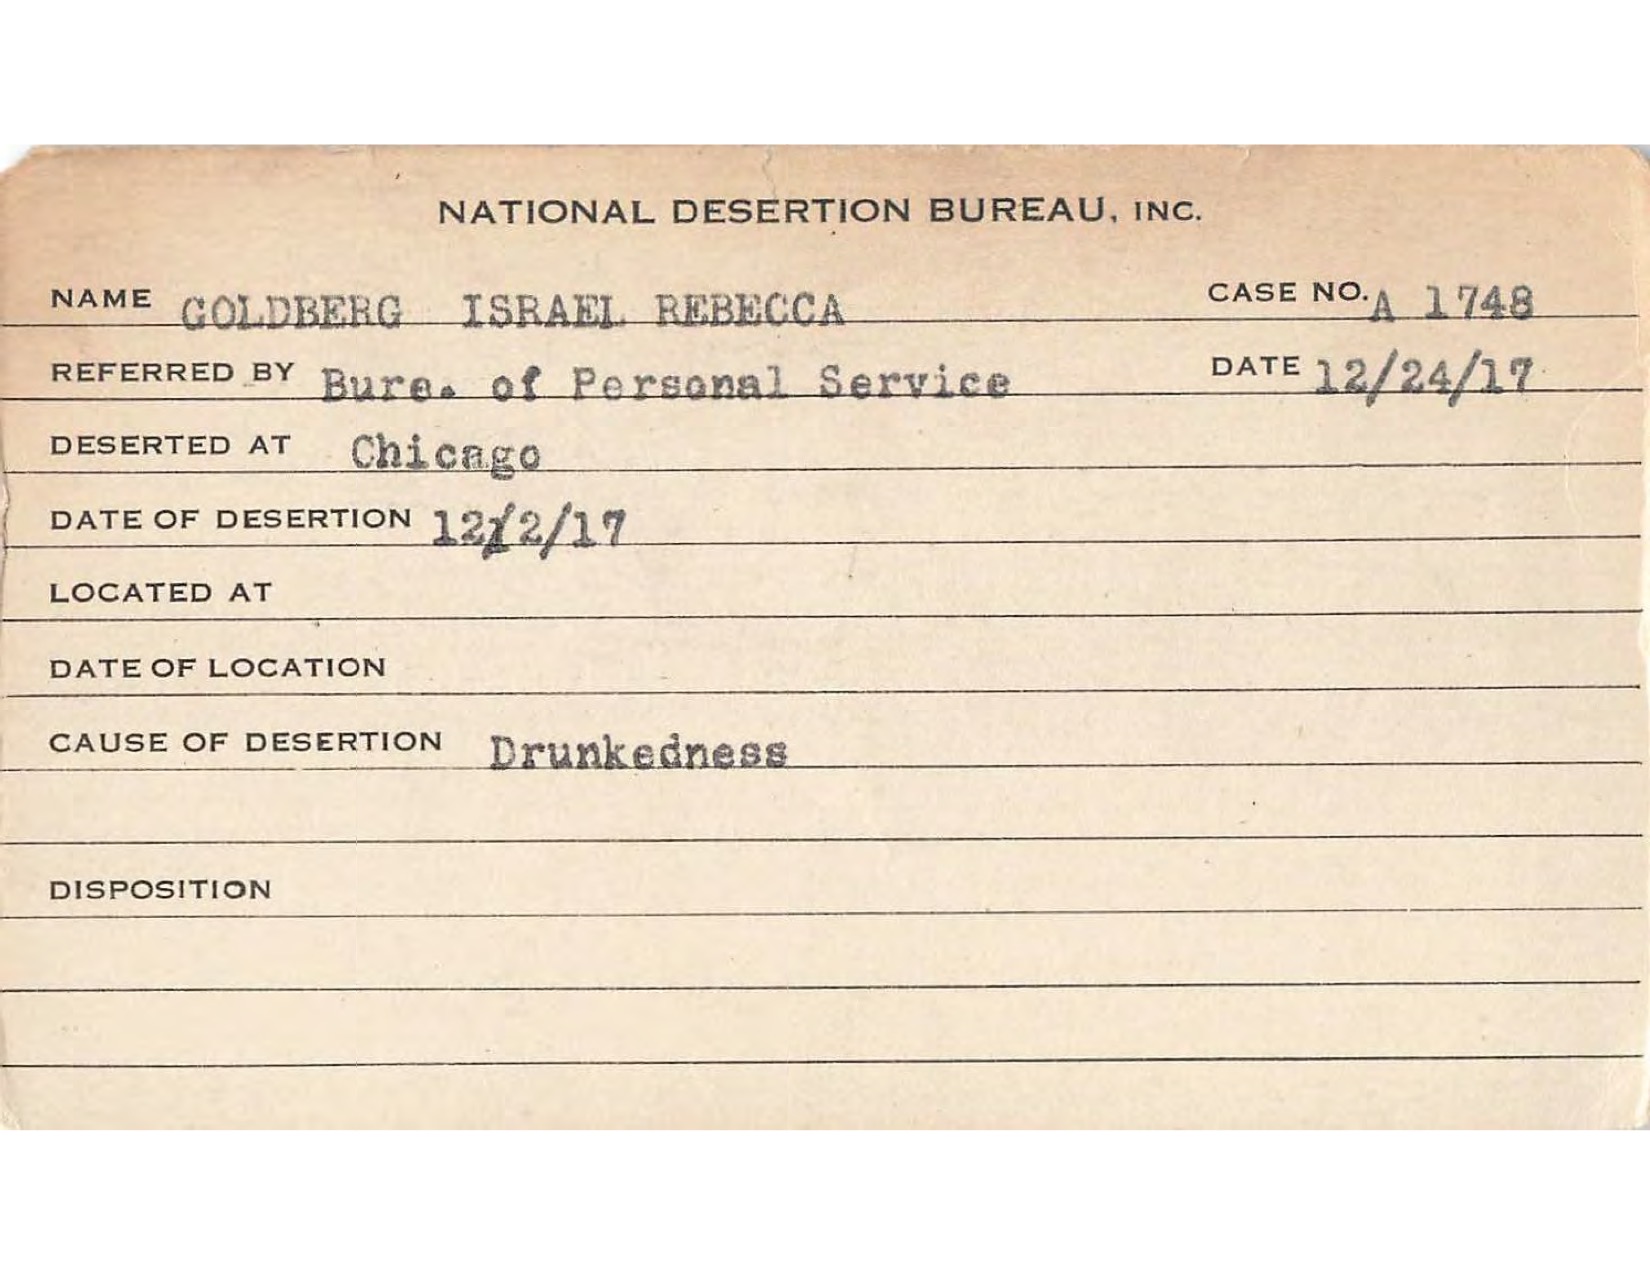 NATIONAL DESERTION BUREAU, INC.
NAME GOLDBERG ISRAEL REBECCA CASE NO. A 1748
REFERRED BY Bure. of Personal Service DATE 12/24/17
DESERTED AT Chicago
DATE OF DESERTION 12/2/17
LOCATED AT
DATE OF LOCATION
CAUSE OF DESERTION Drunkedness
DISPOSITION